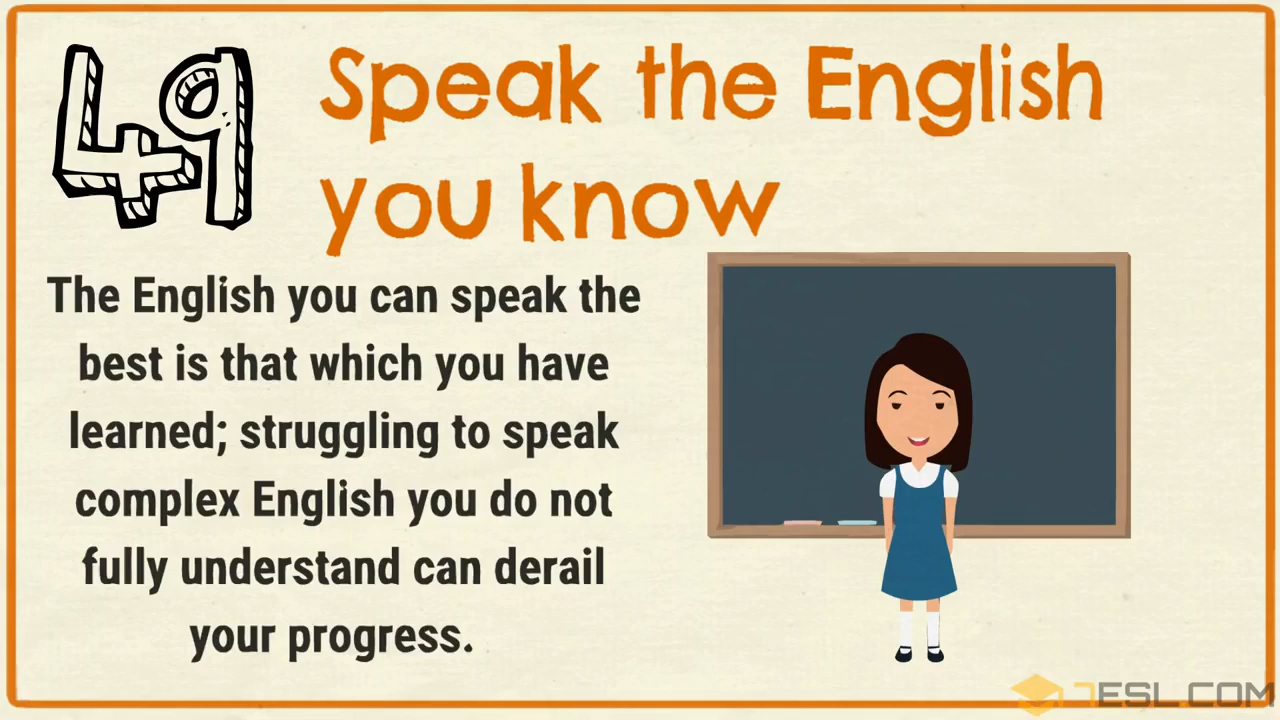 49
Speak the English
you know
The English you can speak the
best is that which you have
learned; struggling to speak
complex English you do not
fully understand can derail
your progress.
7ESL.COM